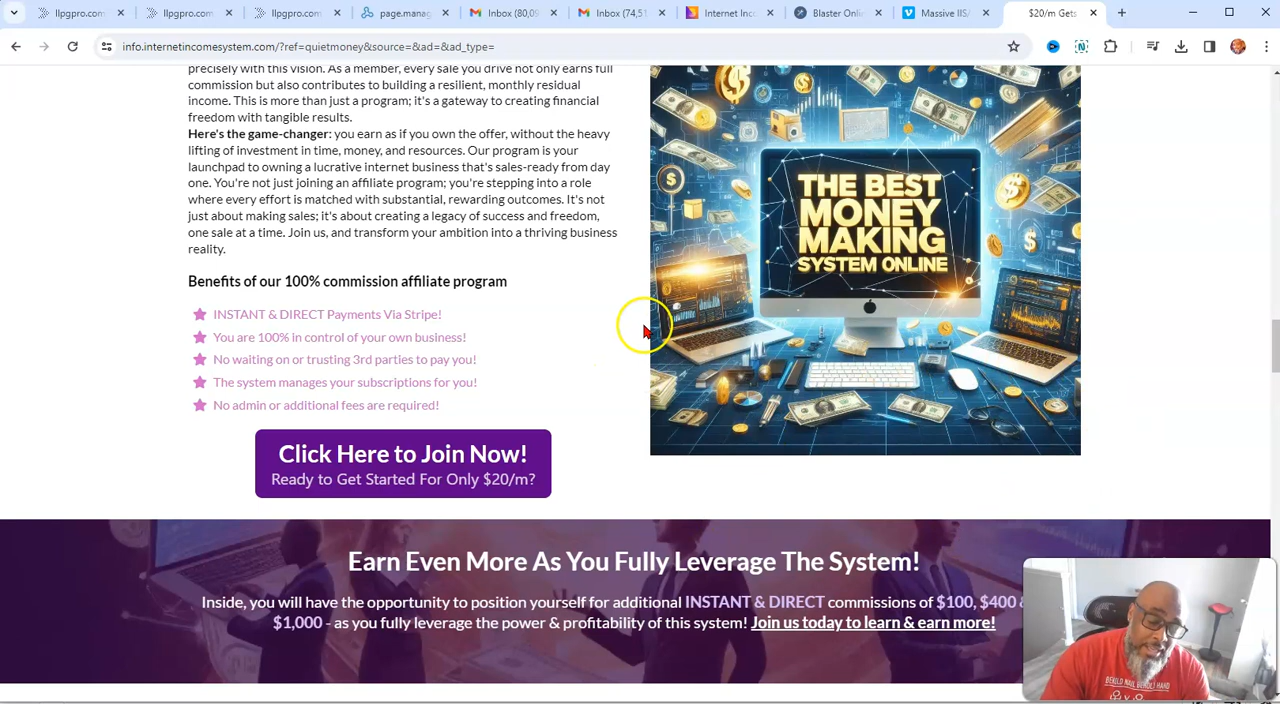 llpgpro.com
llpgpro.com
llpgpro.com
page.manag
Inbox (80,09
Inbox (74,51
Internet Inc
Blaster Onli
Massive IIS/
$20/m Gets
info.internetincomesystem.com/?ref=quietmoney&source=&ad=&ad_type=
precisely with this vision. As a member, every sale you drive not only earns full
commission but also contributes to building a resilient, monthly residual
income. This is more than just a program; it's a gateway to creating financial
freedom with tangible results.
Here's the game-changer: you earn as if you own the offer, without the heavy
lifting of investment in time, money, and resources. Our program is your
launchpad to owning a lucrative internet business that's sales-ready from day
one. You're not just joining an affiliate program; you're stepping into a role
where every effort is matched with substantial, rewarding outcomes. It's not
just about making sales; it's about creating a legacy of success and freedom,
one sale at a time. Join us, and transform your ambition into a thriving business
reality.
Benefits of our 100% commission affiliate program
INSTANT & DIRECT Payments Via Stripe!
You are 100% in control of your own business!
No waiting on or trusting 3rd parties to pay you!
The system manages your subscriptions for you!
No admin or additional fees are required!
Click Here to Join Now!
Ready to Get Started For Only $20/m?
THE BEST
MONEY
MAKING
SYSTEM ONLINE
Earn Even More As You Fully Leverage The System!
Inside, you will have the opportunity to position yourself for additional INSTANT & DIRECT commissions of $100, $400 &
$1,000 - as you fully leverage the power & profitability of this system! Join us today to learn & earn more!